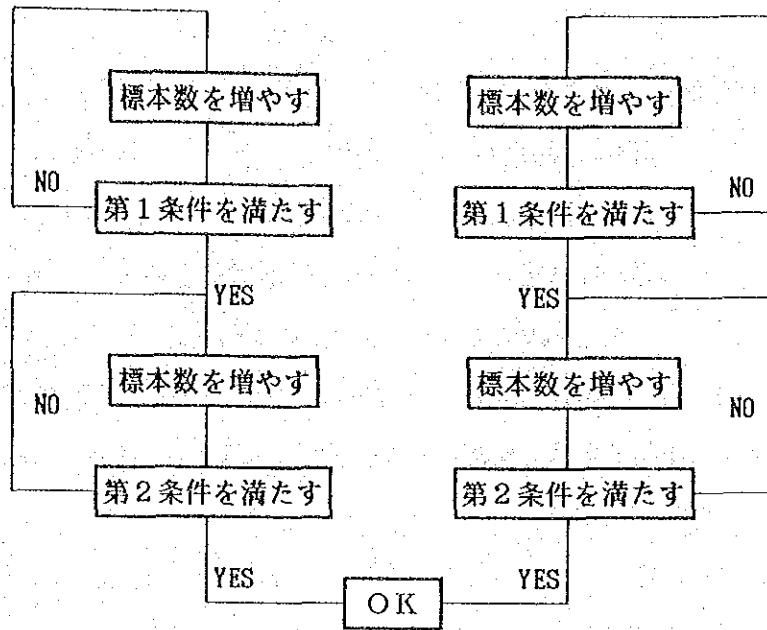 標本数を増やす
標本数を増やす
NO
第1条件を満たす
第1条件を満たす
NO
YES
YES
標本数を増やす
標本数を増やす
NO
NO
第2条件を満たす
第2条件を満たす
YES
YES
OK